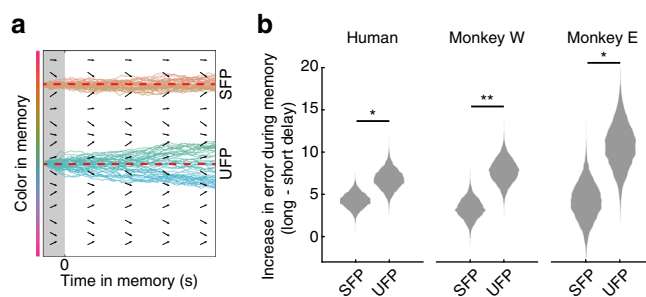 a
Color in memory
SFP
UFP
0
Time in memory (s)
b
Human
Monkey W
Monkey E
Increase in error during memory
(long - short delay)
20
15
10
5
0
*
**
*
SFP
UFP
SFP
UFP
SFP
UFP